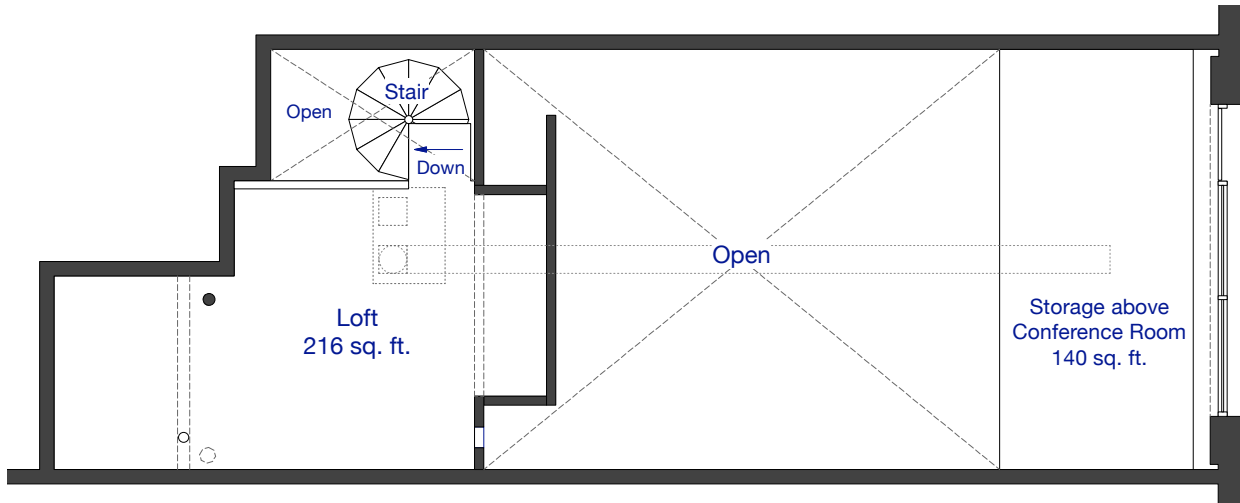 Stair
Open
Down
Open
Loft
216 sq. ft.
Storage above
Conference Room
140 sq. ft.